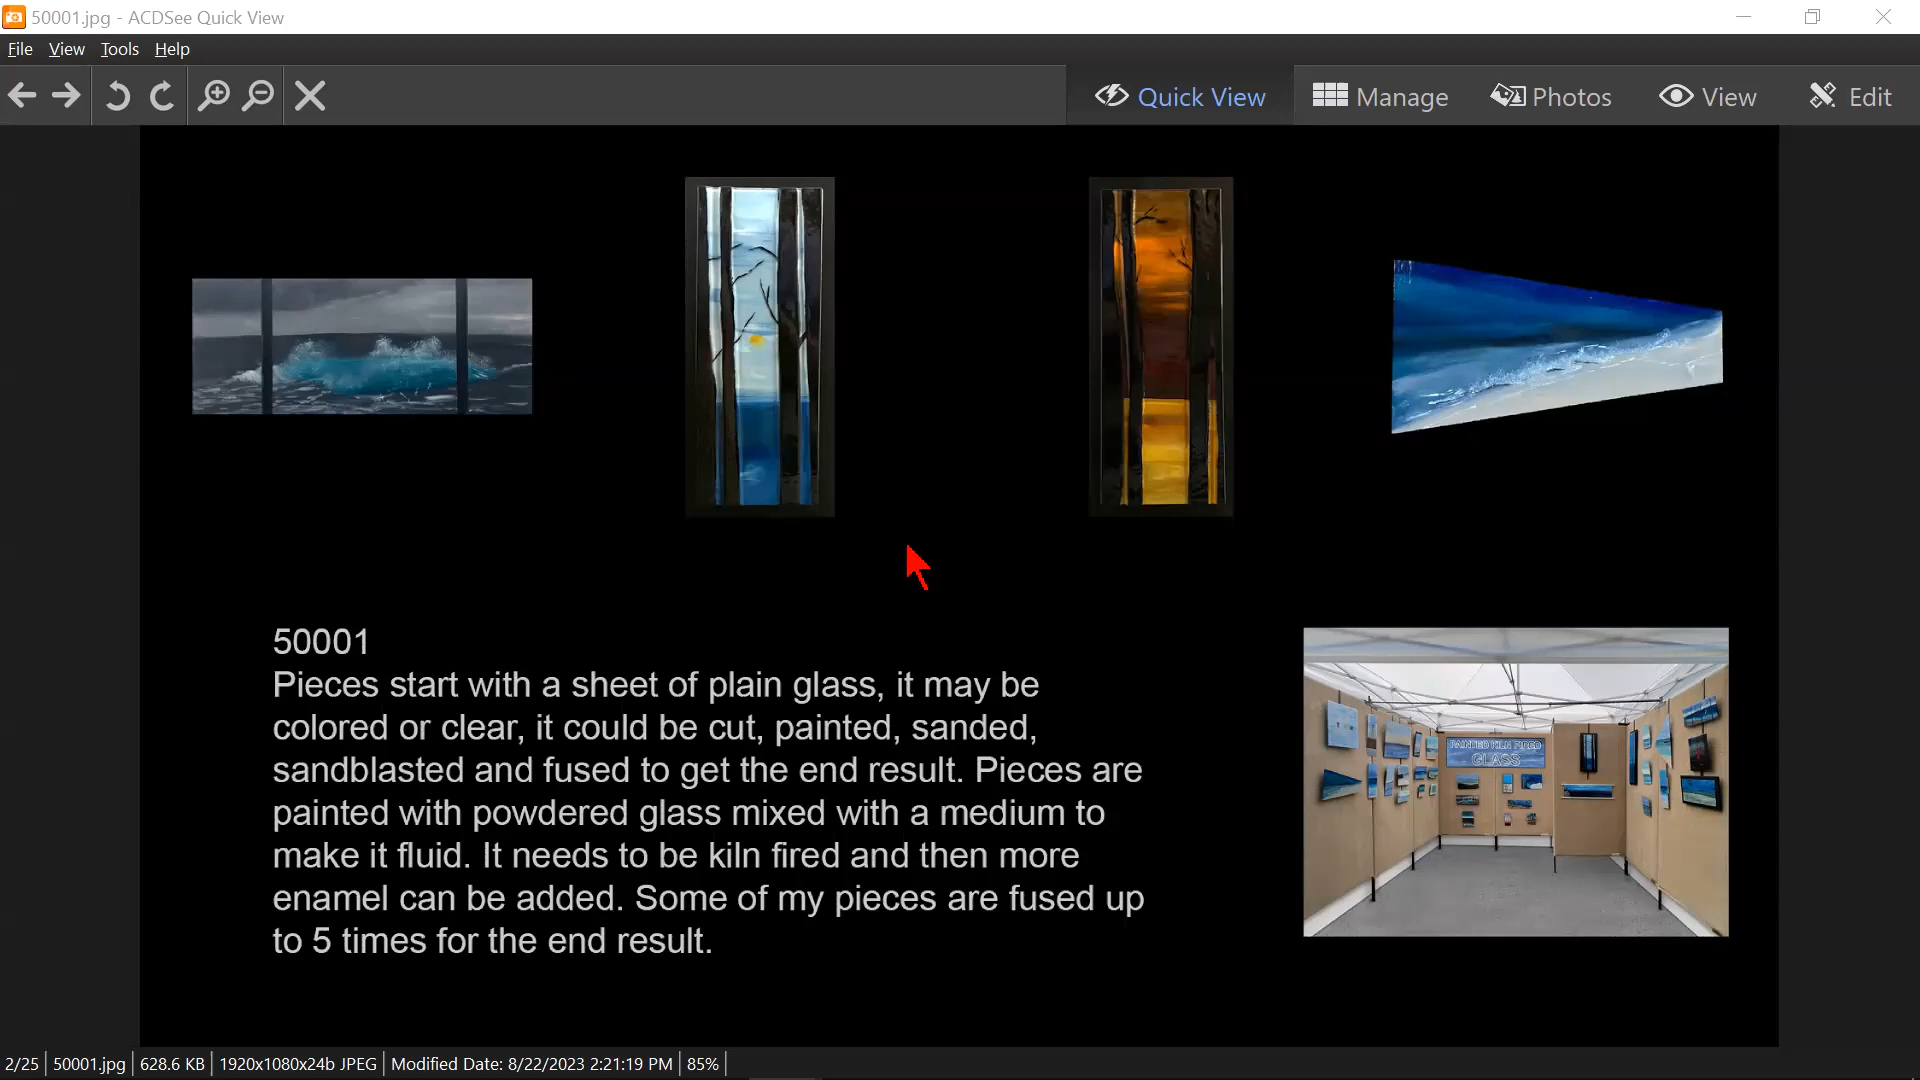 50001.jpg - ACDSee Quick View
File View Tools Help
Quick View Manage Photos View Edit
50001
Pieces start with a sheet of plain glass, it may be
colored or clear, it could be cut, painted, sanded,
sandblasted and fused to get the end result. Pieces are
painted with powdered glass mixed with a medium to
make it fluid. It needs to be kiln fired and then more
enamel can be added. Some of my pieces are fused up
to 5 times for the end result.
PAINTED KILN FIRED
GLASS
2/25 50001.jpg 628.6 KB 1920x1080x24b JPEG Modified Date: 8/22/2023 2:21:19 PM 85%